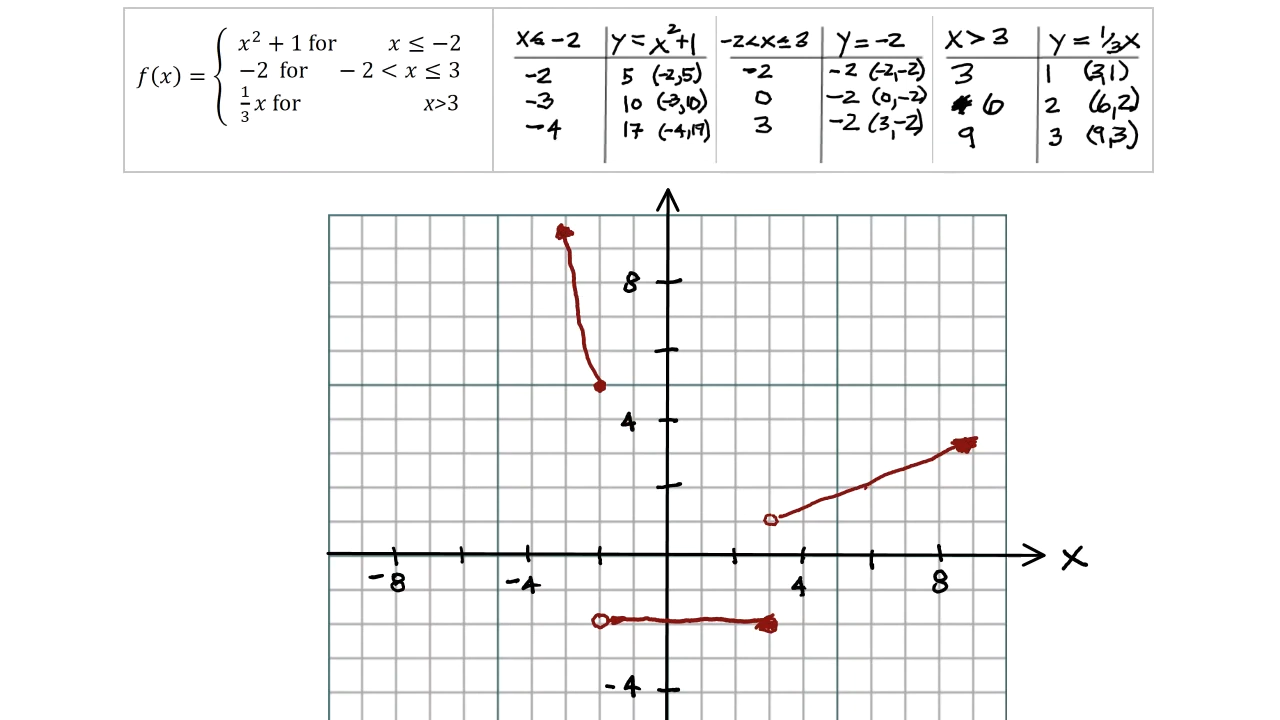 f(x) =
x² + 1 for x ≤ −2
−2 for − 2 < x ≤ 3
1/3 x for x>3
x≤-2 y = x²+1
-2 5 (-2,5)
-3 10 (-3,10)
-4 17 (-4,17)
-2<x≤3 y = -2
-2 -2 (-2,-2)
0 -2 (0,-2)
3 -2 (3,-2)
x > 3 y = 1/3x
3 1 (3,1)
6 2 (6,2)
9 3 (9,3)
8
4
-8 -4 4 8 x
-4